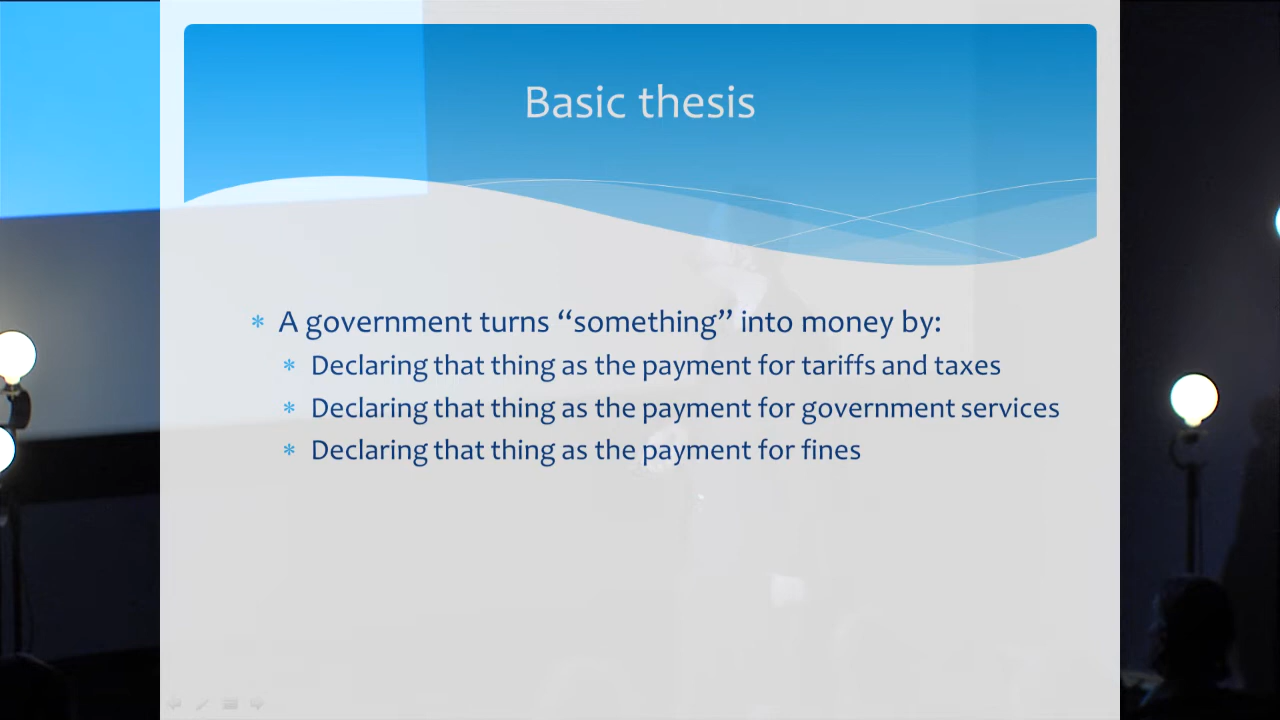 Basic thesis
* A government turns “something” into money by:
* Declaring that thing as the payment for tariffs and taxes
* Declaring that thing as the payment for government services
* Declaring that thing as the payment for fines